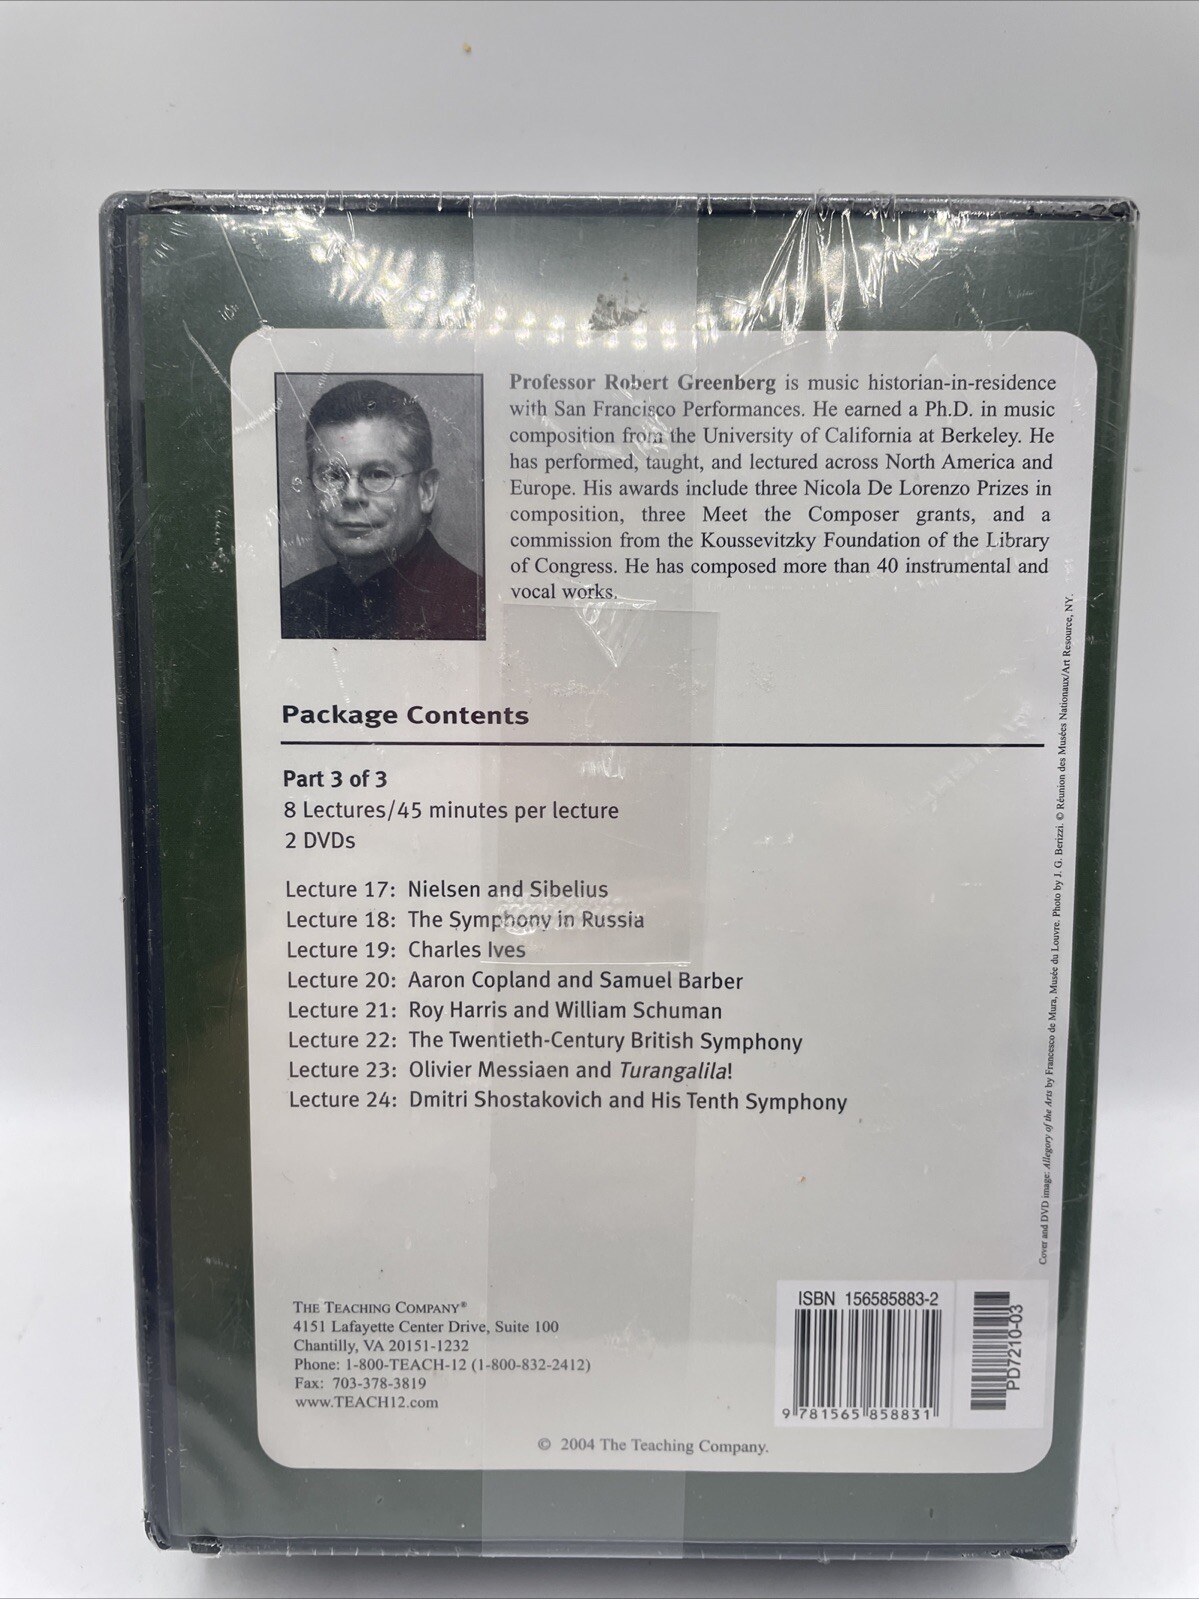 Professor Robert Greenberg is music historian-in-residence
with San Francisco Performances. He earned a Ph.D. in music
composition from the University of California at Berkeley. He
has performed, taught, and lectured across North America and
Europe. His awards include three Nicola De Lorenzo Prizes in
composition, three Meet the Composer grants, and a
commission from the Koussevitzky Foundation of the Library
of Congress. He has composed more than 40 instrumental and
vocal works.
Package Contents
Part 3 of 3
8 Lectures/45 minutes per lecture
2 DVDs
Lecture 17: Nielsen and Sibelius
Lecture 18: The Symphony in Russia
Lecture 19: Charles Ives
Lecture 20: Aaron Copland and Samuel Barber
Lecture 21: Roy Harris and William Schuman
Lecture 22: The Twentieth-Century British Symphony
Lecture 23: Olivier Messiaen and Turangalila!
Lecture 24: Dmitri Shostakovich and His Tenth Symphony
Cover and DVD image: Allegory of the Arts by Francesco de Mura, Musée du Louvre. Photo by J. G. Berizzi. © Réunion des Musées Nationaux/Art Resource, NY.
THE TEACHING COMPANY®
4151 Lafayette Center Drive, Suite 100
Chantilly, VA 20151-1232
Phone: 1-800-TEACH-12 (1-800-832-2412)
Fax: 703-378-3819
www.TEACH12.com
ISBN 156585883-2
9 781565 858831
PD7210-03
© 2004 The Teaching Company.